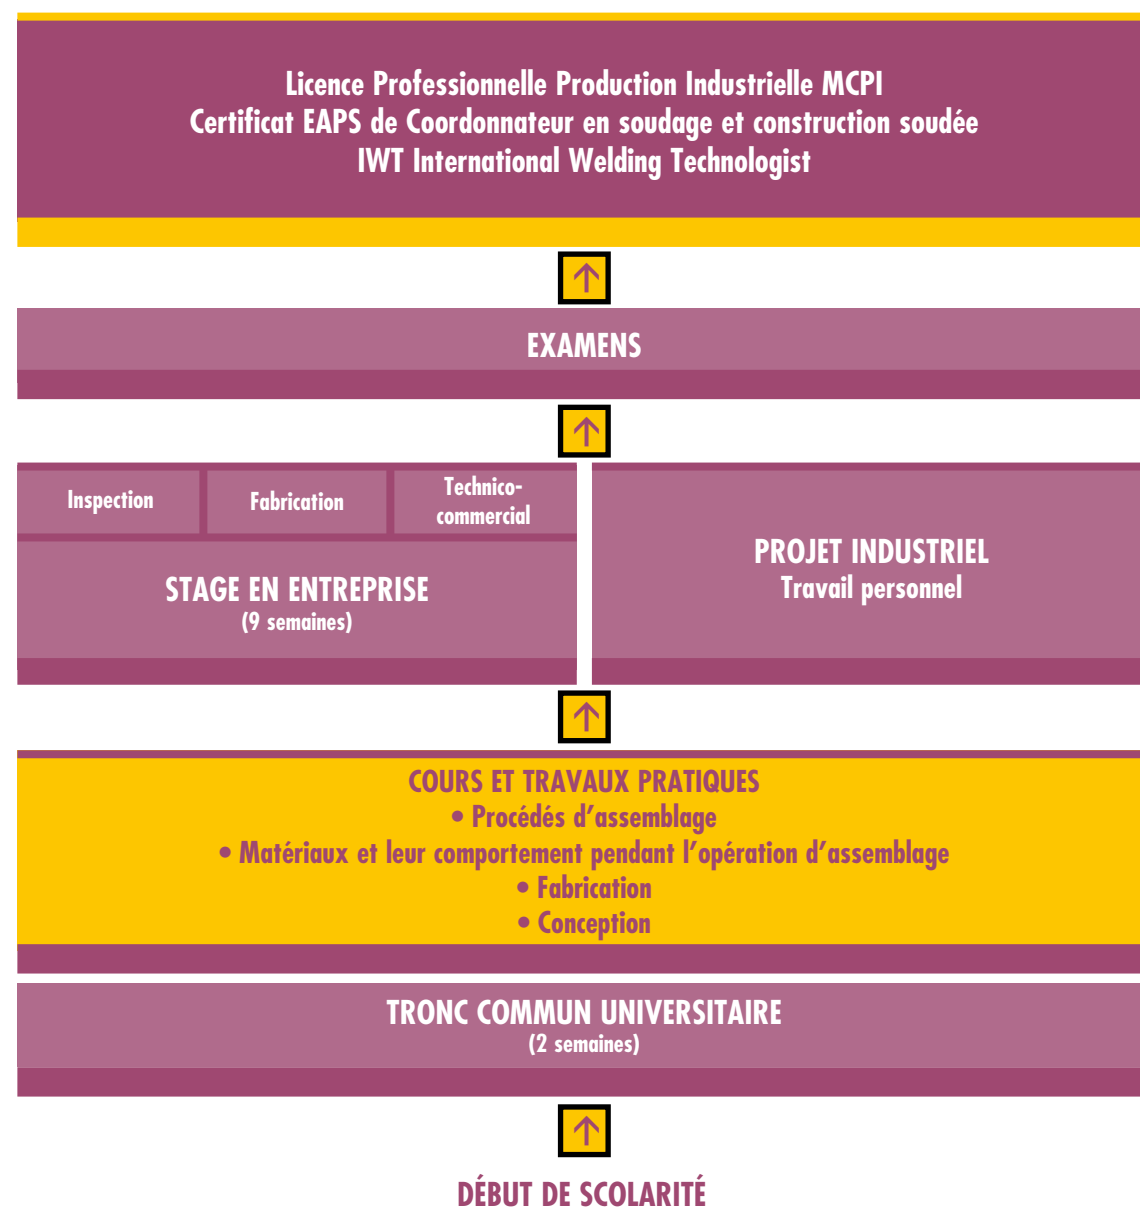 Licence Professionnelle Production Industrielle MCPI
Certificat EAPS de Coordonnateur en soudage et construction soudée
IWT International Welding Technologist
EXAMENS
Inspection
Fabrication
Technico-
commercial
STAGE EN ENTREPRISE
(9 semaines)
PROJET INDUSTRIEL
Travail personnel
COURS ET TRAVAUX PRATIQUES
• Procédés d’assemblage
• Matériaux et leur comportement pendant l’opération d’assemblage
• Fabrication
• Conception
TRONC COMMUN UNIVERSITAIRE
(2 semaines)
DÉBUT DE SCOLARITÉ